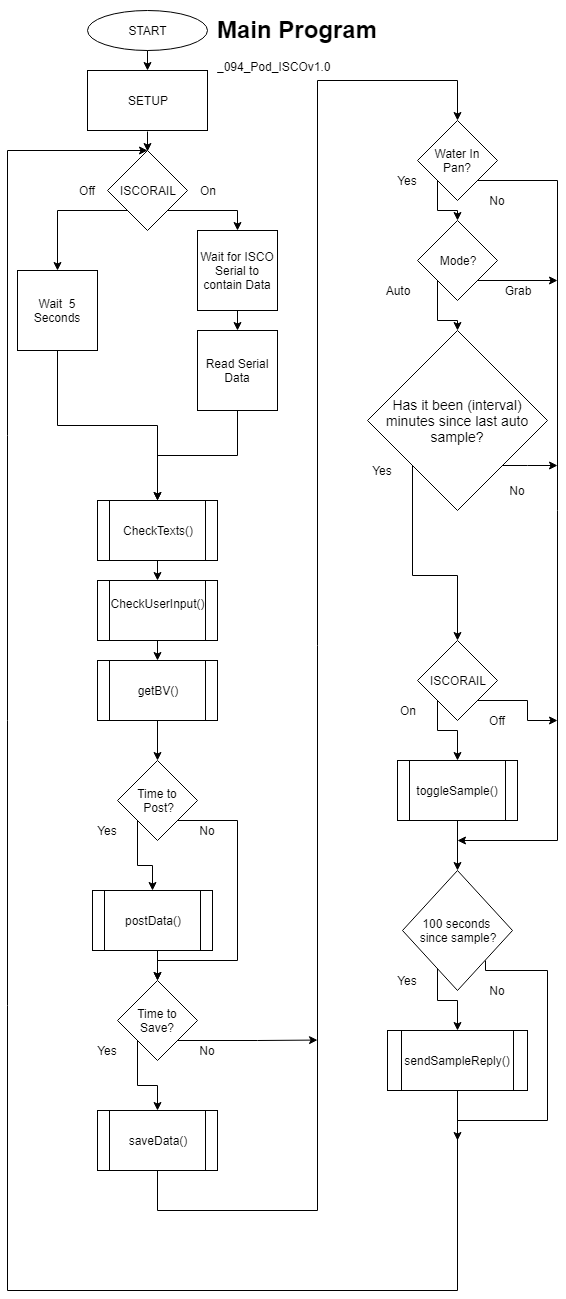 START
Main Program
_094_Pod_ISCOv1.0
SETUP
ISCORAIL
Off
On
Wait for ISCO
Serial to
contain Data
Wait  5
Seconds
Read Serial
Data
CheckTexts()
CheckUserInput()
getBV()
Time to
Post?
Yes
No
postData()
Time to
Save?
Yes
No
saveData()
Water In
Pan?
Yes
No
Mode?
Auto
Grab
Has it been (interval)
minutes since last auto
sample?
Yes
No
ISCORAIL
On
Off
toggleSample()
100 seconds
since sample?
Yes
No
sendSampleReply()